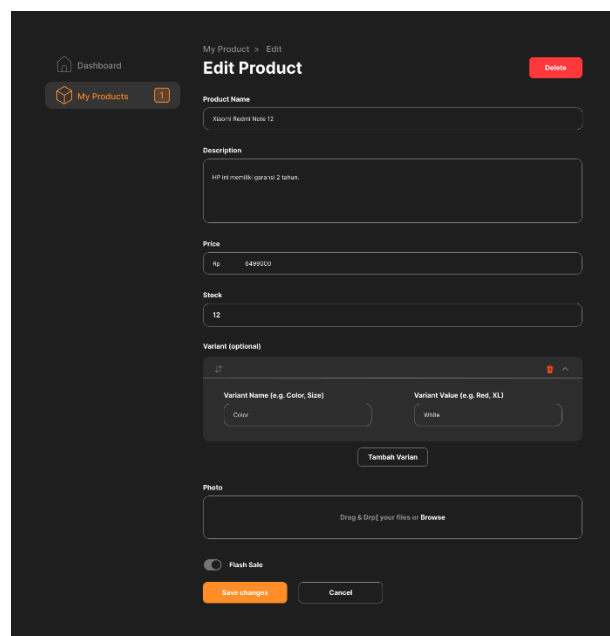 My Product > Edit
Dashboard
Edit Product
Delete
My Products 1
Product Name
Xiaomi Redmi Note 12
Description
HP ini memiliki garansi 2 tahun.
Price
Rp 6499000
Stock
12
Variant (optional)
Variant Name (e.g. Color, Size) Variant Value (e.g. Red, XL)
Color White
Tambah Varian
Photo
Drag & Drp[ your files or Browse
Flash Sale
Save changes Cancel